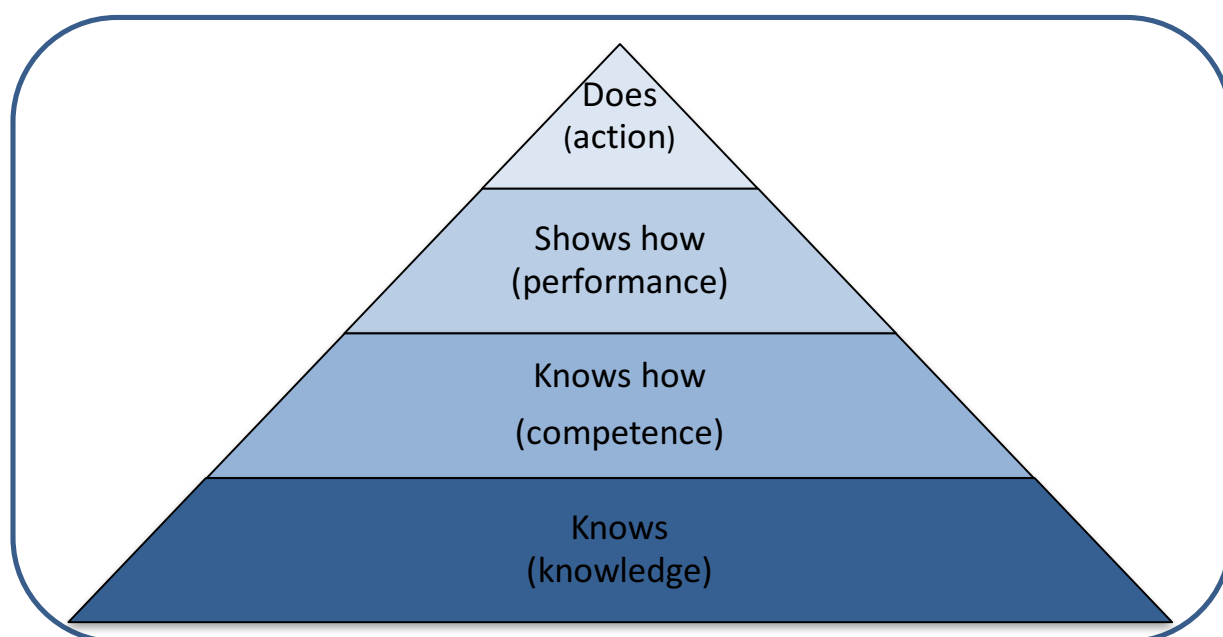 Does
(action)
Shows how
(performance)
Knows how
(competence)
Knows
(knowledge)